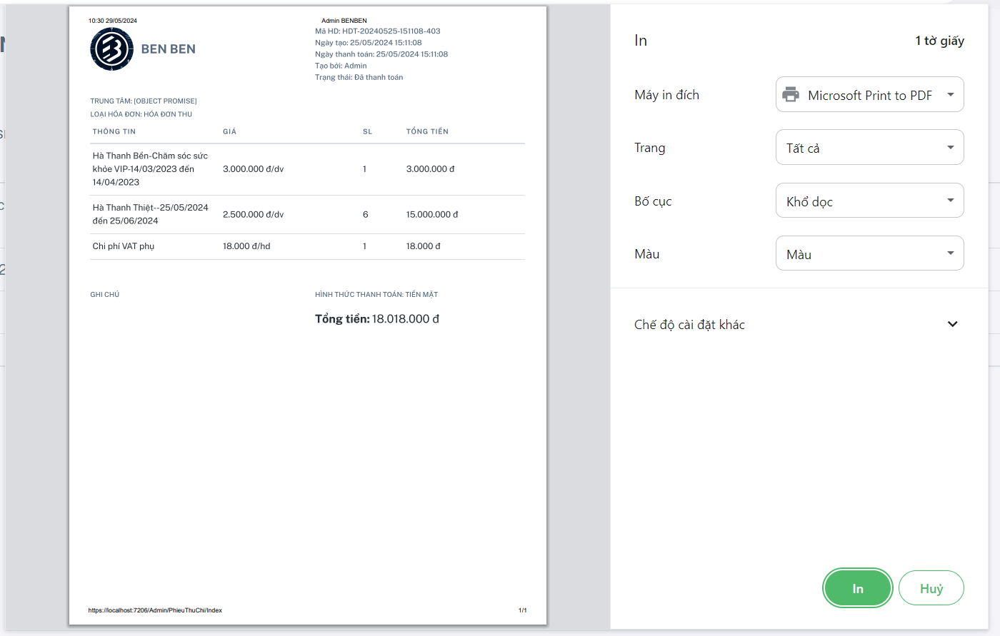 10:30 29/05/2024
Admin BENBEN
BEN BEN
Mã HD: HDT-20240525-151108-403
Ngày tạo: 25/05/2024 15:11:08
Ngày thanh toán: 25/05/2024 15:11:08
Tạo bởi: Admin
Trạng thái: Đã thanh toán
TRUNG TÂM: [OBJECT PROMISE]
LOẠI HÓA ĐƠN: HÓA ĐƠN THU
THÔNG TIN GIÁ SL TỔNG TIỀN
Hà Thanh Bền-Chăm sóc sức
khỏe VIP-14/03/2023 đến
14/04/2023
3.000.000 đ/dv 1 3.000.000 đ
Hà Thanh Thiệt--25/05/2024
đến 25/06/2024
2.500.000 đ/dv 6 15.000.000 đ
Chi phí VAT phụ 18.000 đ/hd 1 18.000 đ
GHI CHÚ
HÌNH THỨC THANH TOÁN: TIỀN MẶT
Tổng tiền: 18.018.000 đ
https://localhost:7206/Admin/PhieuThuChi/Index 1/1
In 1 tờ giấy
Máy in đích Microsoft Print to PDF
Trang Tất cả
Bố cục Khổ dọc
Màu Màu
Chế độ cài đặt khác
In Huỷ